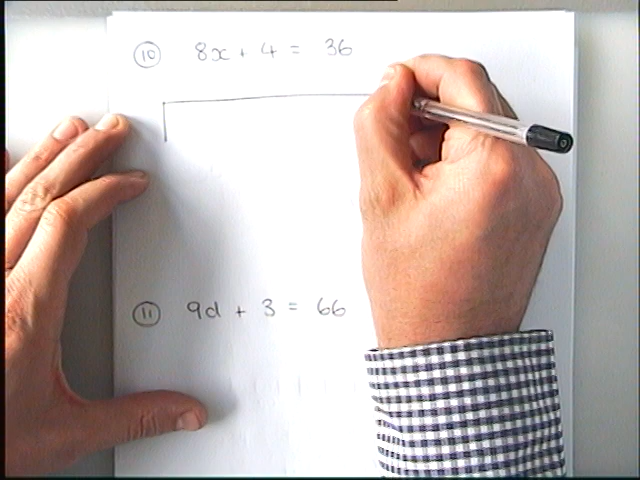 10 8x + 4 = 36
11 9d + 3 = 66